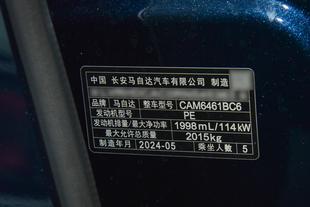 中国 长安马自达汽车有限公司 制造
品牌 马自达 整车型号 CAM6461BC6
发动机型号 PE
发动机排量/最大净功率 1998mL/114kW
最大允许总质量 2015kg
制造年月 2024-05 乘坐人数 5